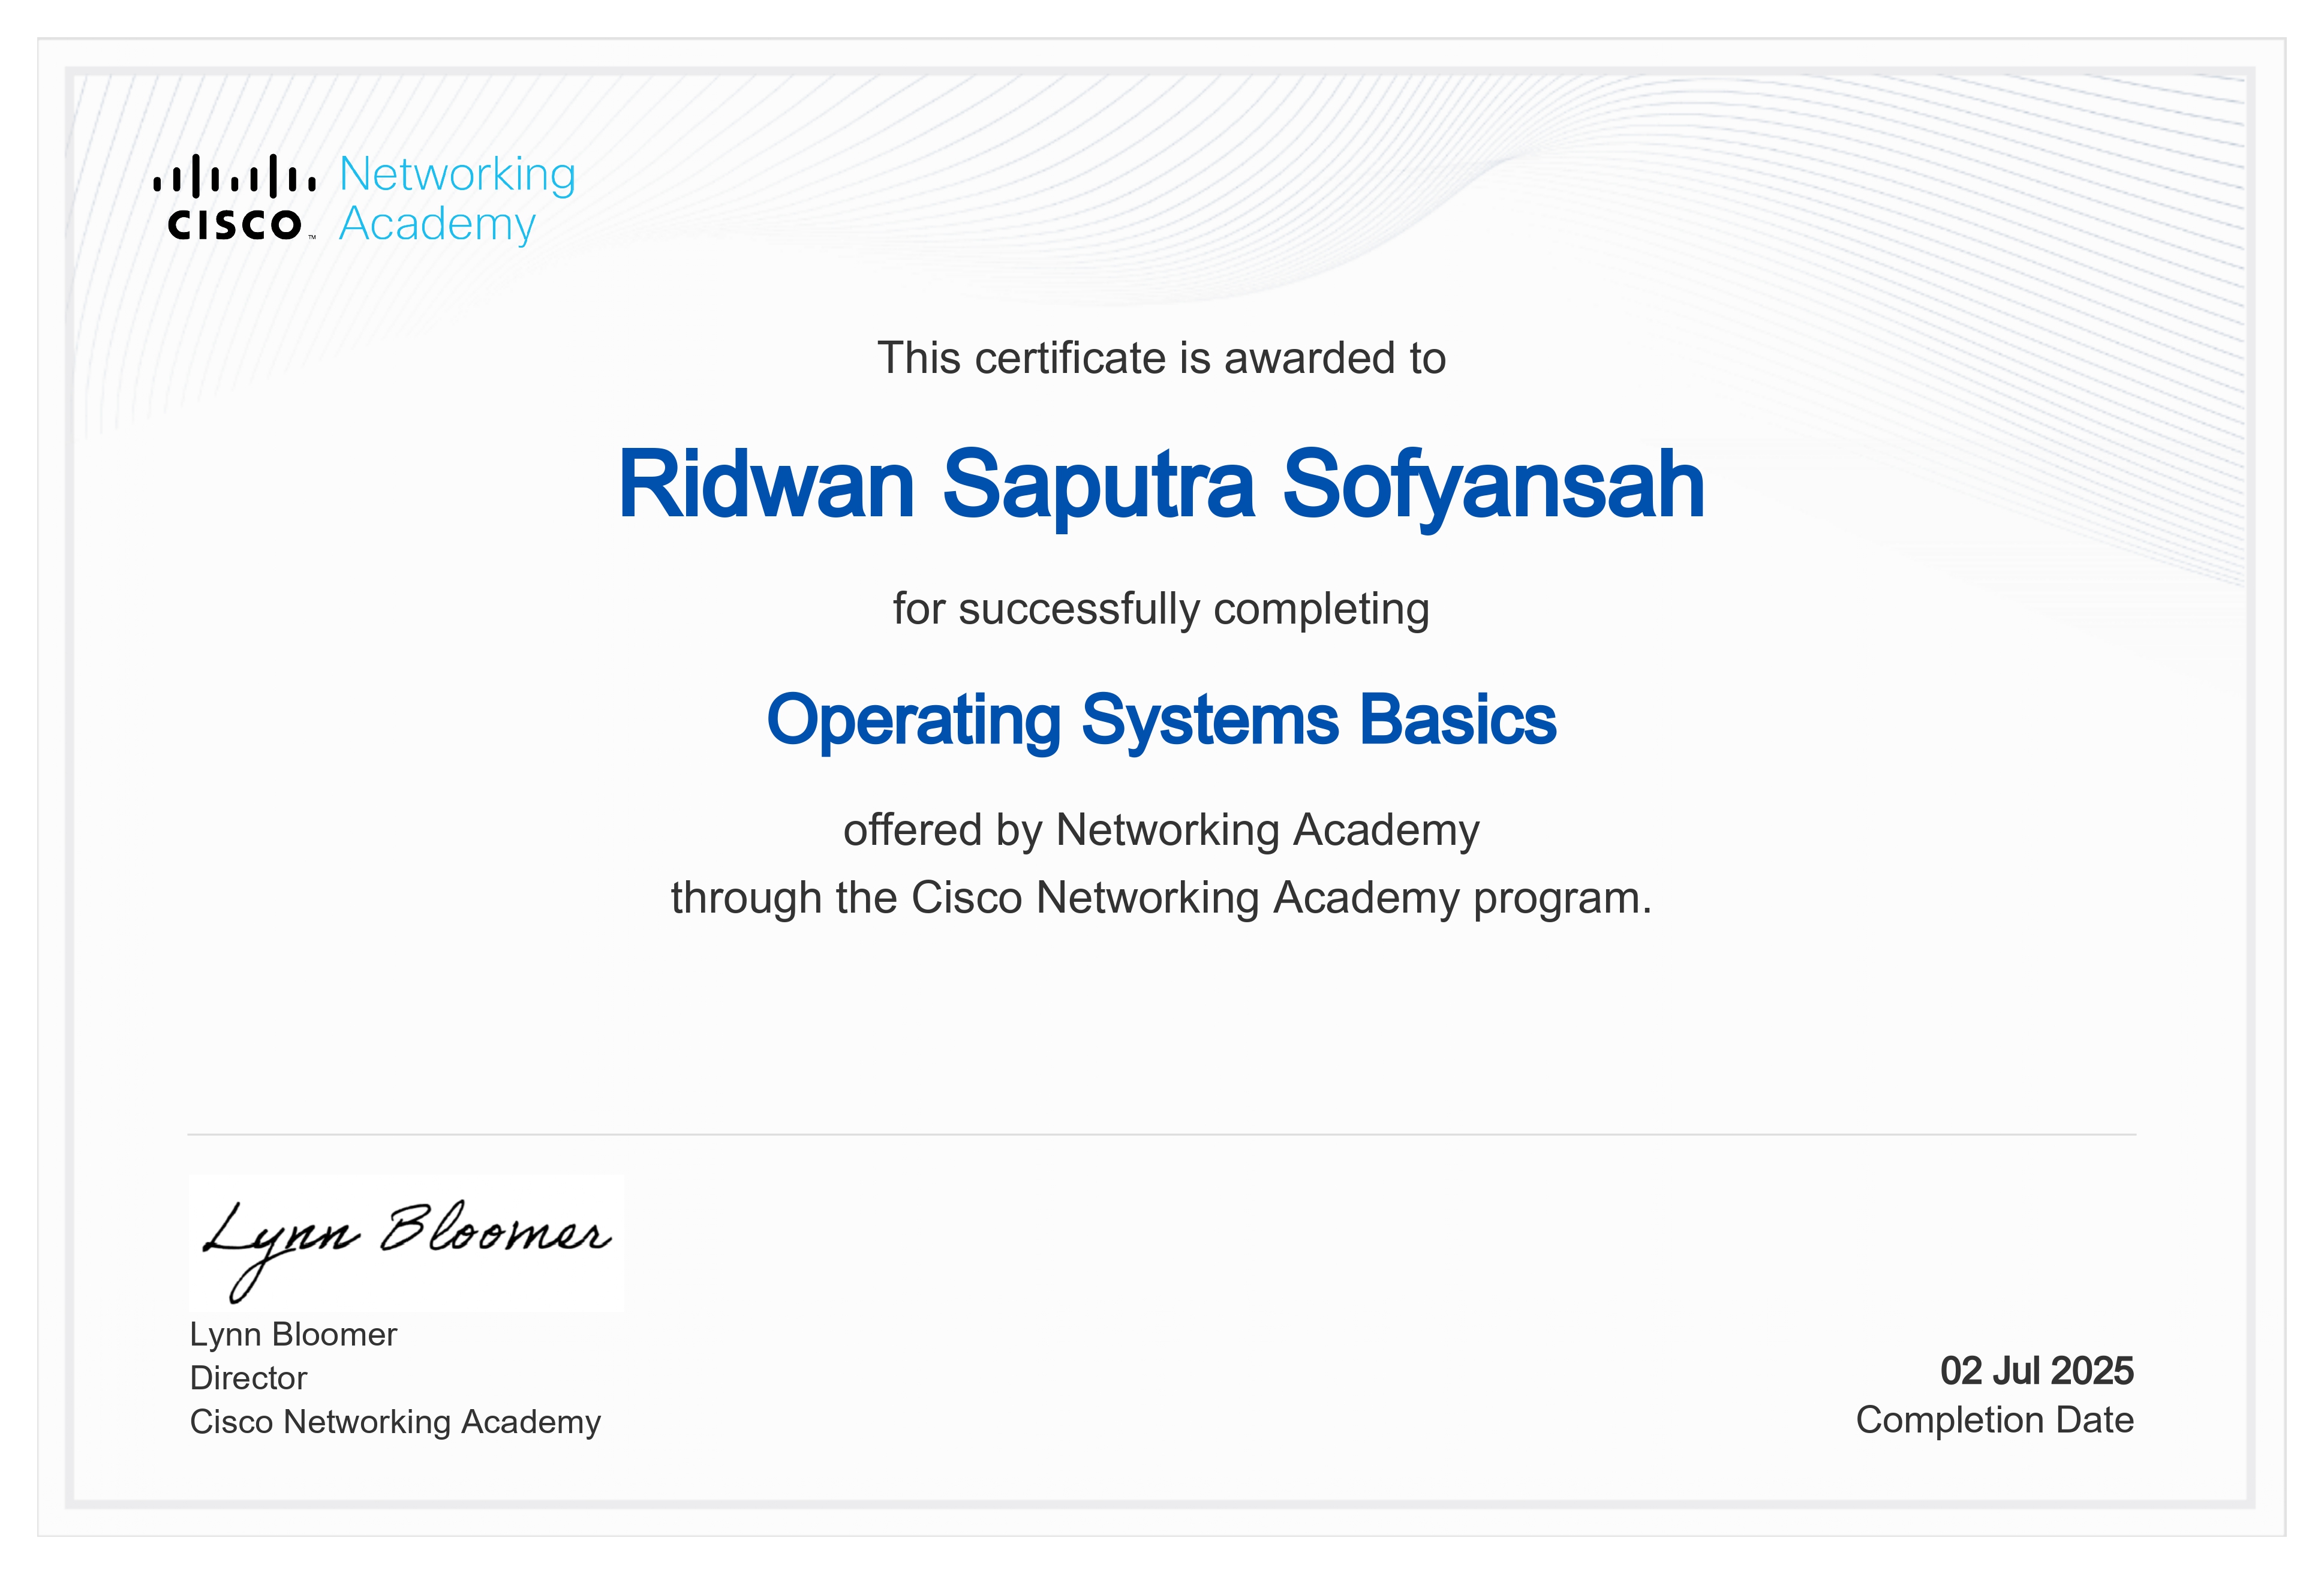 CISCO™ Networking Academy
This certificate is awarded to
Ridwan Saputra Sofyansah
for successfully completing
Operating Systems Basics
offered by Networking Academy
through the Cisco Networking Academy program.
Lynn Bloomer
Lynn Bloomer
Director
Cisco Networking Academy
02 Jul 2025
Completion Date